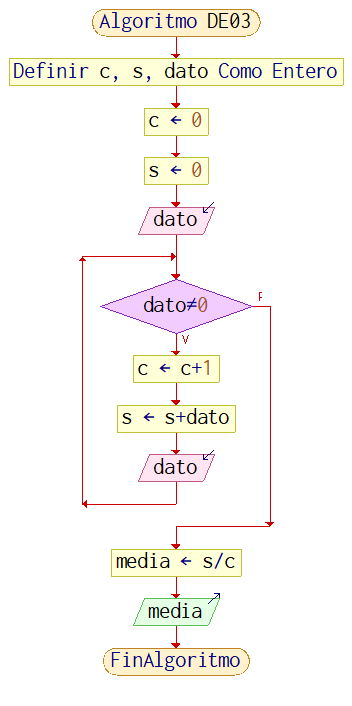 Algoritmo DE03
Definir c, s, dato Como Entero
c ← 0
s ← 0
dato
dato≠0
F
V
c ← c+1
s ← s+dato
dato
media ← s/c
media
FinAlgoritmo